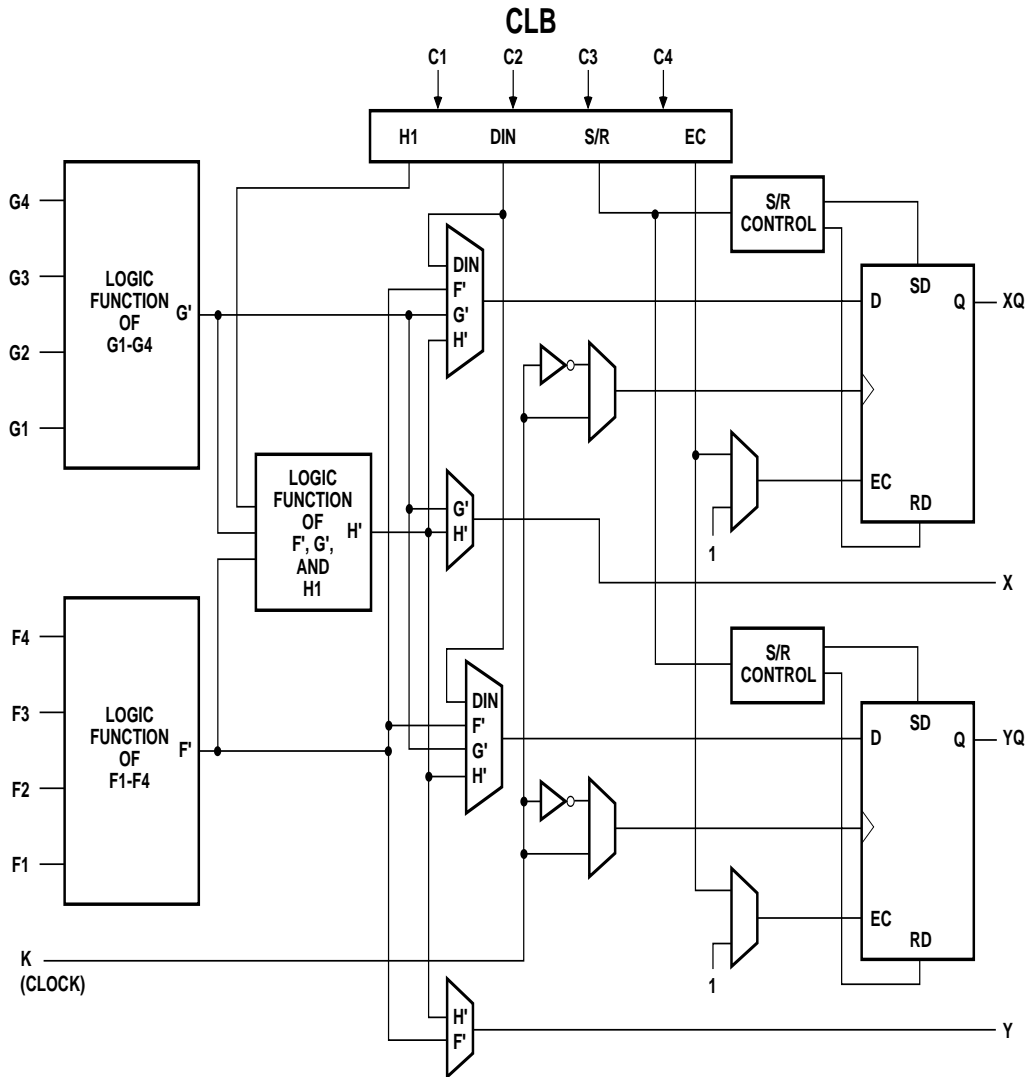 CLB
C1 C2 C3 C4
H1 DIN S/R EC
G4
G3
G2
G1
LOGIC
FUNCTION
OF
G1-G4
G'
DIN
F'
G'
H'
S/R
CONTROL
SD
D
Q
XQ
EC
RD
1
LOGIC
FUNCTION
OF
F', G',
AND
H1
H'
G'
H'
X
F4
F3
F2
F1
LOGIC
FUNCTION
OF
F1-F4
F'
DIN
F'
G'
H'
S/R
CONTROL
SD
D
Q
YQ
EC
RD
1
K
(CLOCK)
H'
F'
Y